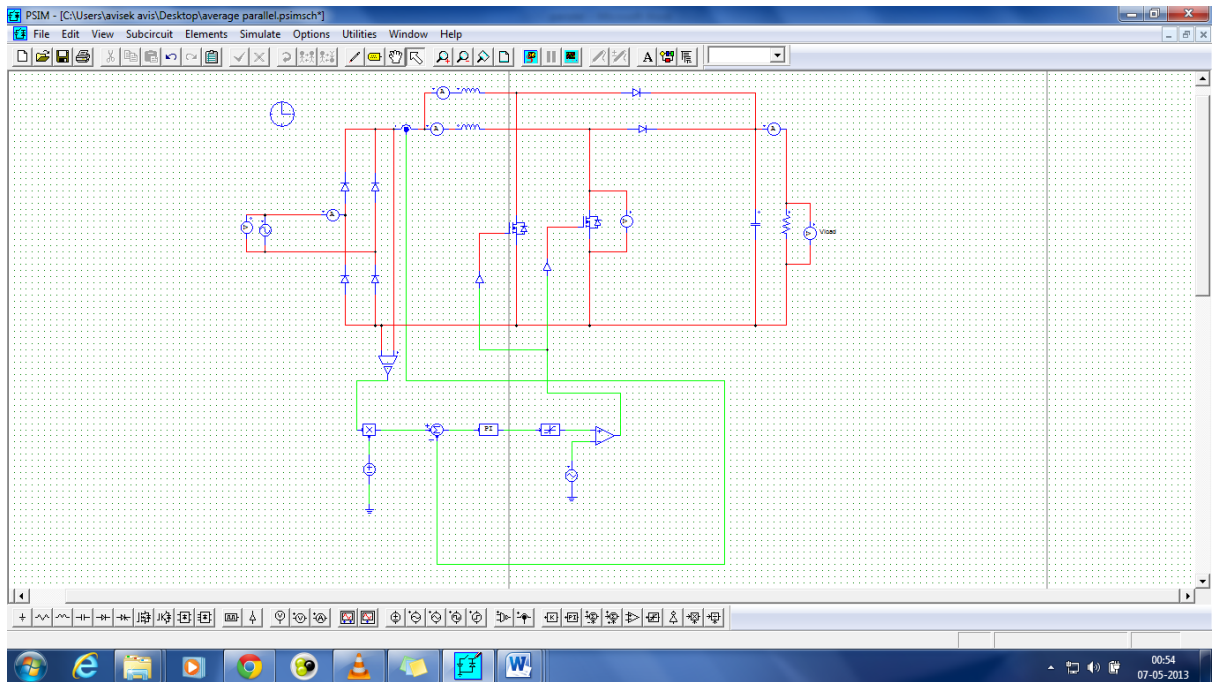 PSIM - [C:\Users\avisek avis\Desktop\average parallel.psimsch*]
File Edit View Subcircuit Elements Simulate Options Utilities Window Help
A
A
A
A
A
V
V
V
Vload
PI
K
PI
00:54
07-05-2013